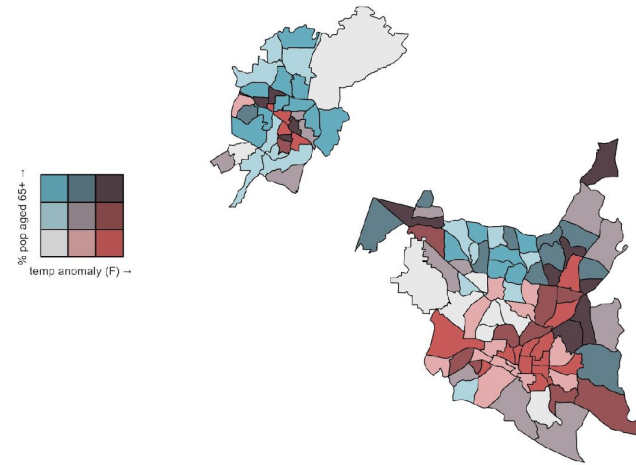 % pop aged 65+ →
temp anomaly (F) →